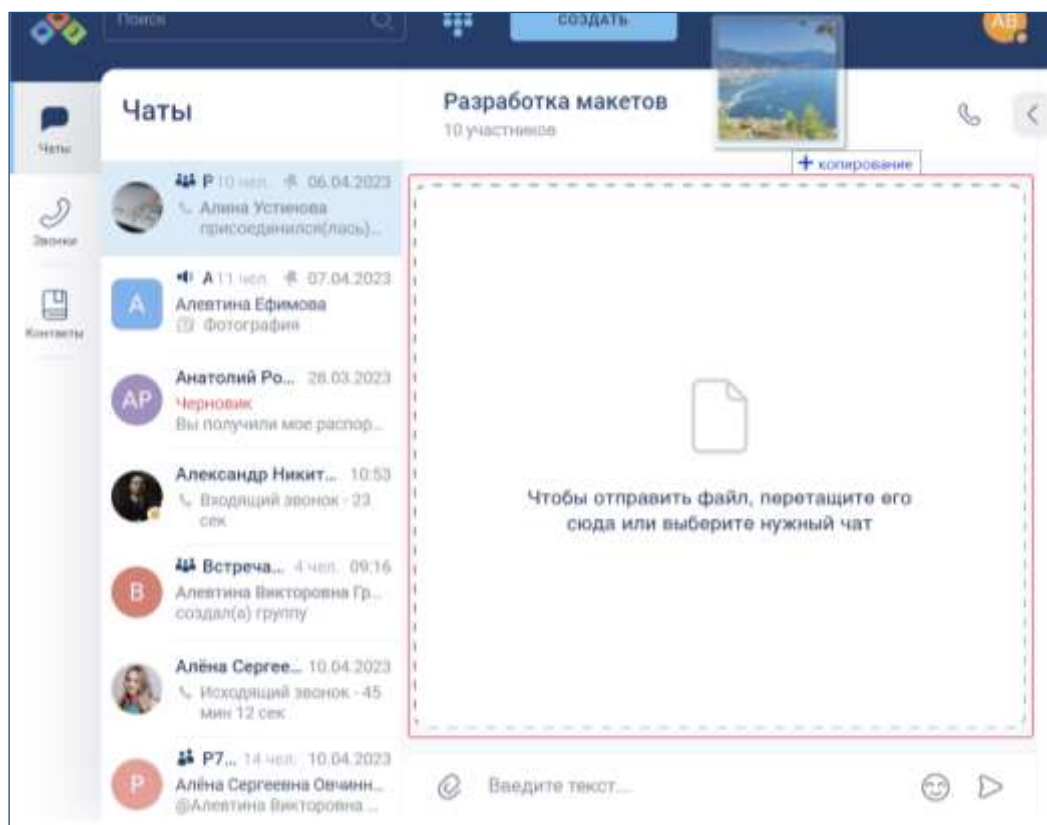 Поиск
СОЗДАТЬ
АВ
Чаты
Звонки
Контакты
Чаты
Разработка макетов
10 участников
+ копирование
Р 10 чел. 06.04.2023
Алина Устинова
присоединился(лась)...
А 11 чел. 07.04.2023
А
Алевтина Ефимова
Фотография
Анатолий Ро... 28.03.2023
АР
Черновик
Вы получили мое распор...
Александр Никит... 10:53
Входящий звонок - 23
сек
Встреча... 4 чел. 09:16
В
Алевтина Викторовна Гр...
создал(а) группу
Алёна Сергее... 10.04.2023
Исходящий звонок - 45
мин 12 сек
Р7... 14 чел. 10.04.2023
Р
Алёна Сергеевна Овчинн...
@Алевтина Викторовна ...
Чтобы отправить файл, перетащите его
сюда или выберите нужный чат
Введите текст...